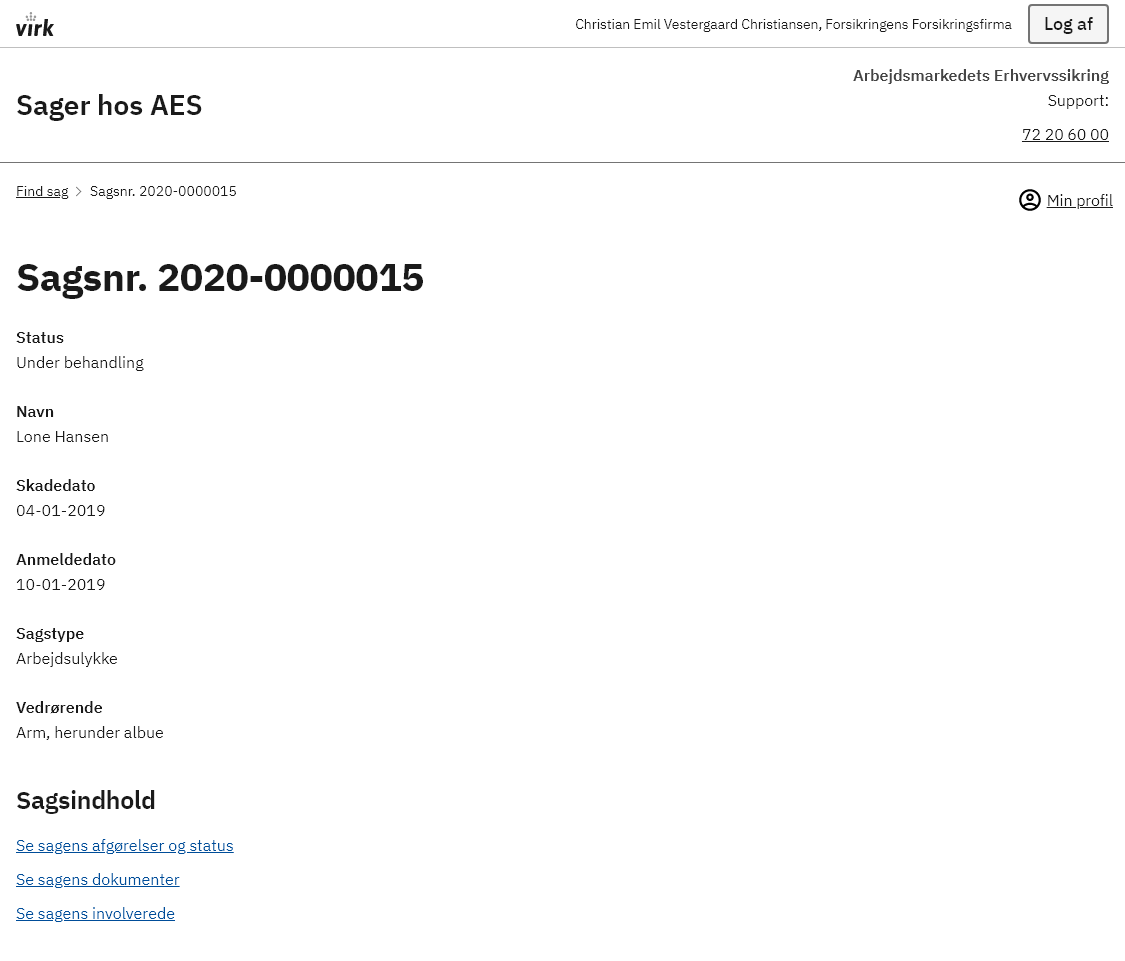 virk
Christian Emil Vestergaard Christiansen, Forsikringens Forsikringsfirma
Log af
Sager hos AES
Arbejdsmarkedets Erhvervssikring
Support:
72 20 60 00
Find sag > Sagsnr. 2020-0000015
Min profil
Sagsnr. 2020-0000015
Status
Under behandling
Navn
Lone Hansen
Skadedato
04-01-2019
Anmeldedato
10-01-2019
Sagstype
Arbejdsulykke
Vedrørende
Arm, herunder albue
Sagsindhold
Se sagens afgørelser og status
Se sagens dokumenter
Se sagens involverede